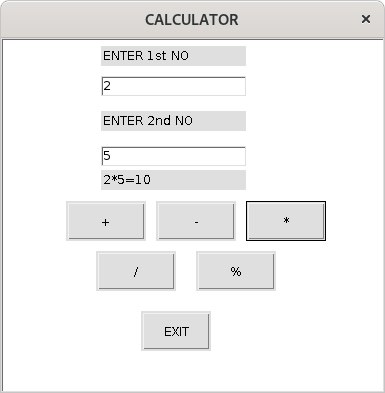 CALCULATOR ×
ENTER 1st NO
2
ENTER 2nd NO
5
2*5=10
+ - *
/ %
EXIT